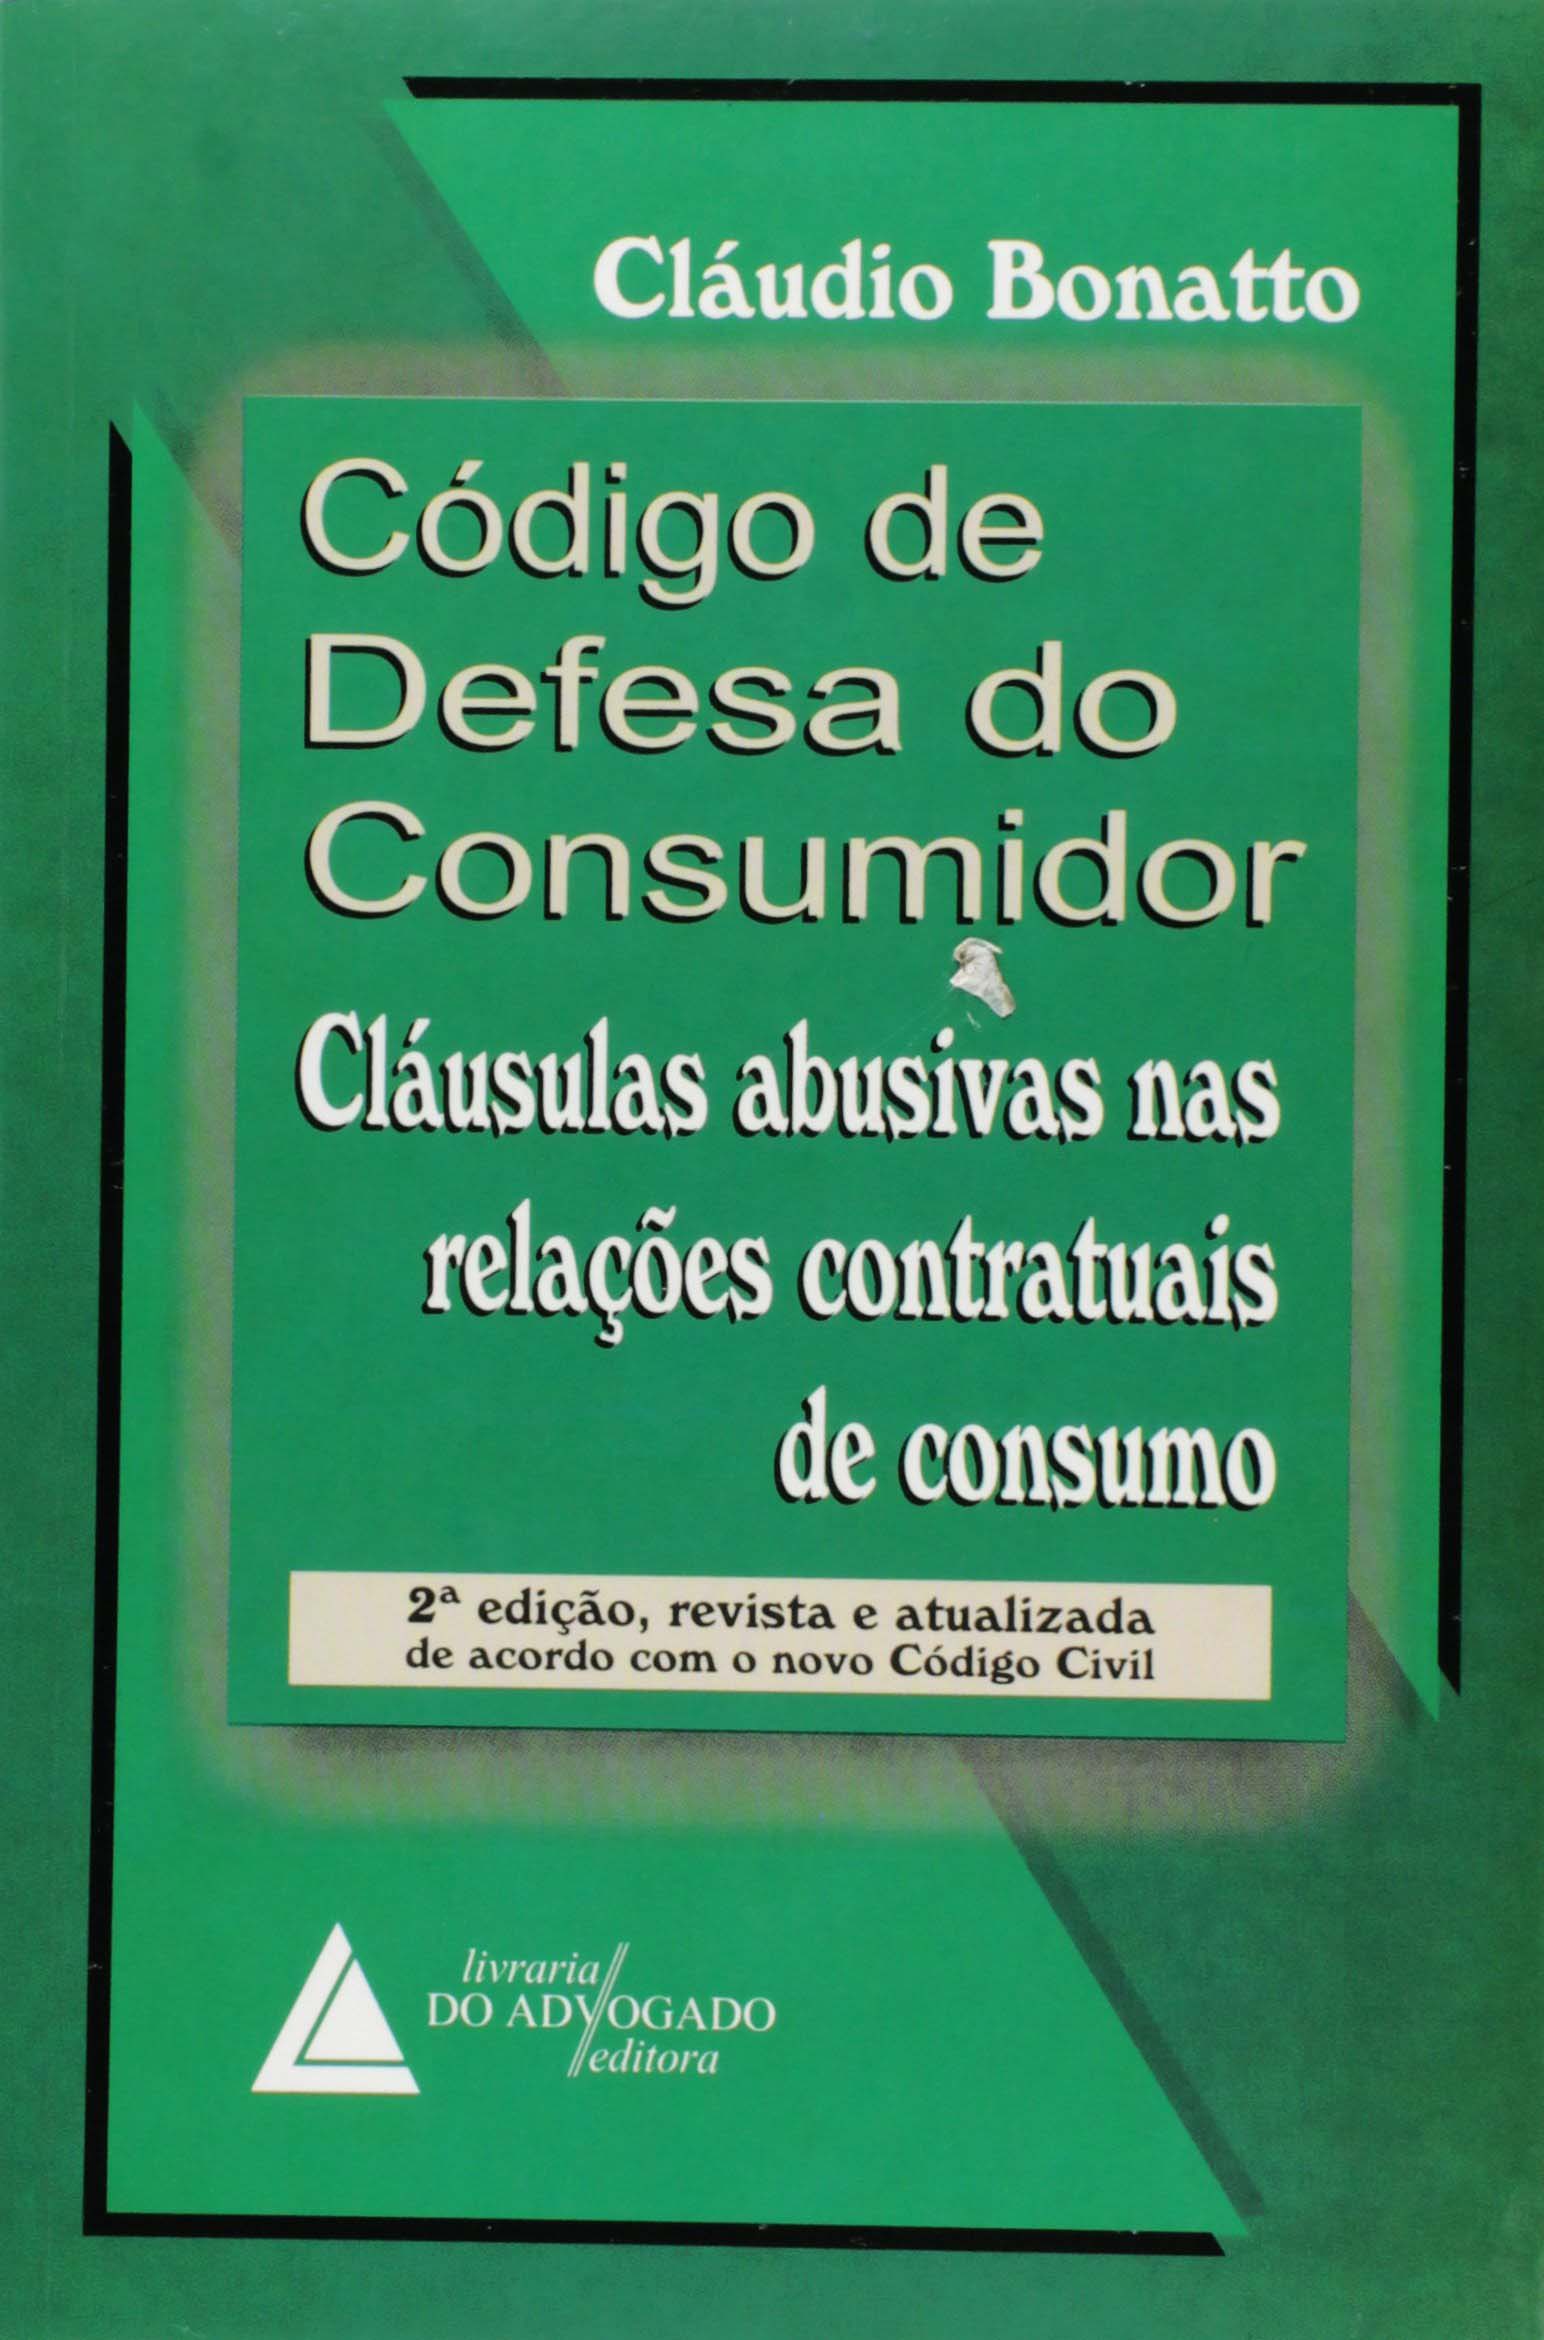 Cláudio Bonatto
Código de
Defesa do
Consumidor
Cláusulas abusivas nas
relações contratuais
de consumo
2ª edição, revista e atualizada
de acordo com o novo Código Civil
livraria
DO ADVOGADO
editora